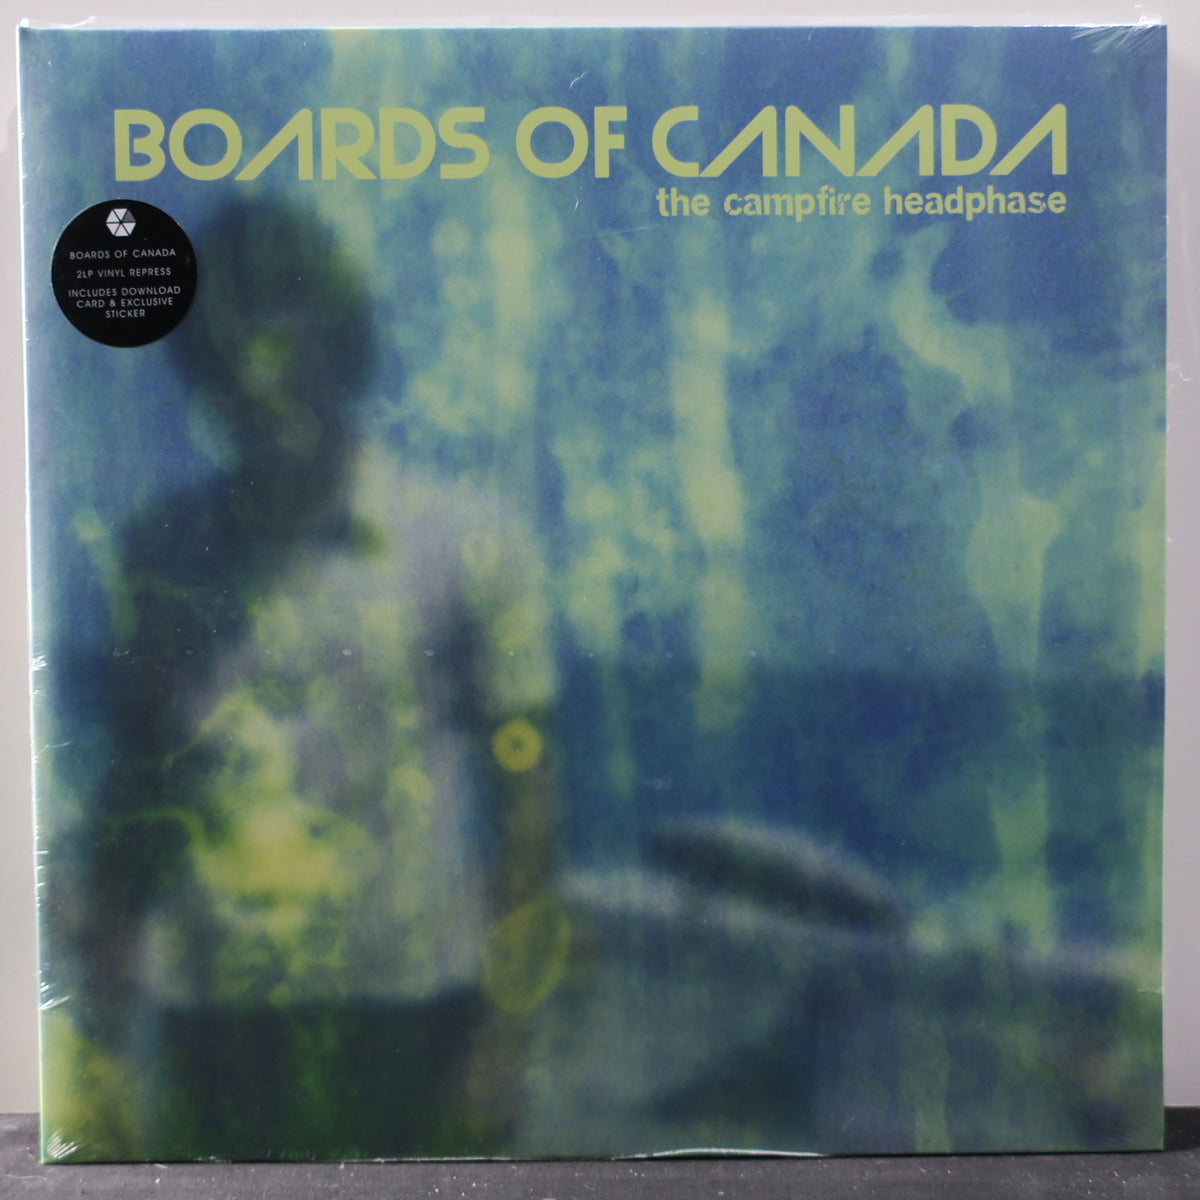 BOARDS OF CANADA
the campfire headphase
BOARDS OF CANADA
2LP VINYL REPRESS
INCLUDES DOWNLOAD
CARD & EXCLUSIVE
STICKER